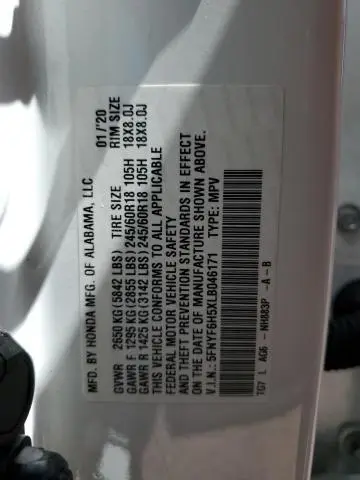 MFD. BY HONDA MFG. OF ALABAMA, LLC 01/'20
GVWR 2650 KG(5842 LBS) TIRE SIZE RIM SIZE
GAWR F 1295 KG(2855 LBS) 245/60R18 105H 18X8.0J
GAWR R 1425 KG(3142 LBS) 245/60R18 105H 18X8.0J
THIS VEHICLE CONFORMS TO ALL APPLICABLE
FEDERAL MOTOR VEHICLE SAFETY
AND THEFT PREVENTION STANDARDS IN EFFECT
ON THE DATE OF MANUFACTURE SHOWN ABOVE.
V.I.N.: 5FNYF6H5XLB046171 TYPE: MPV
TG7 L AG6 - NH883P -A -B